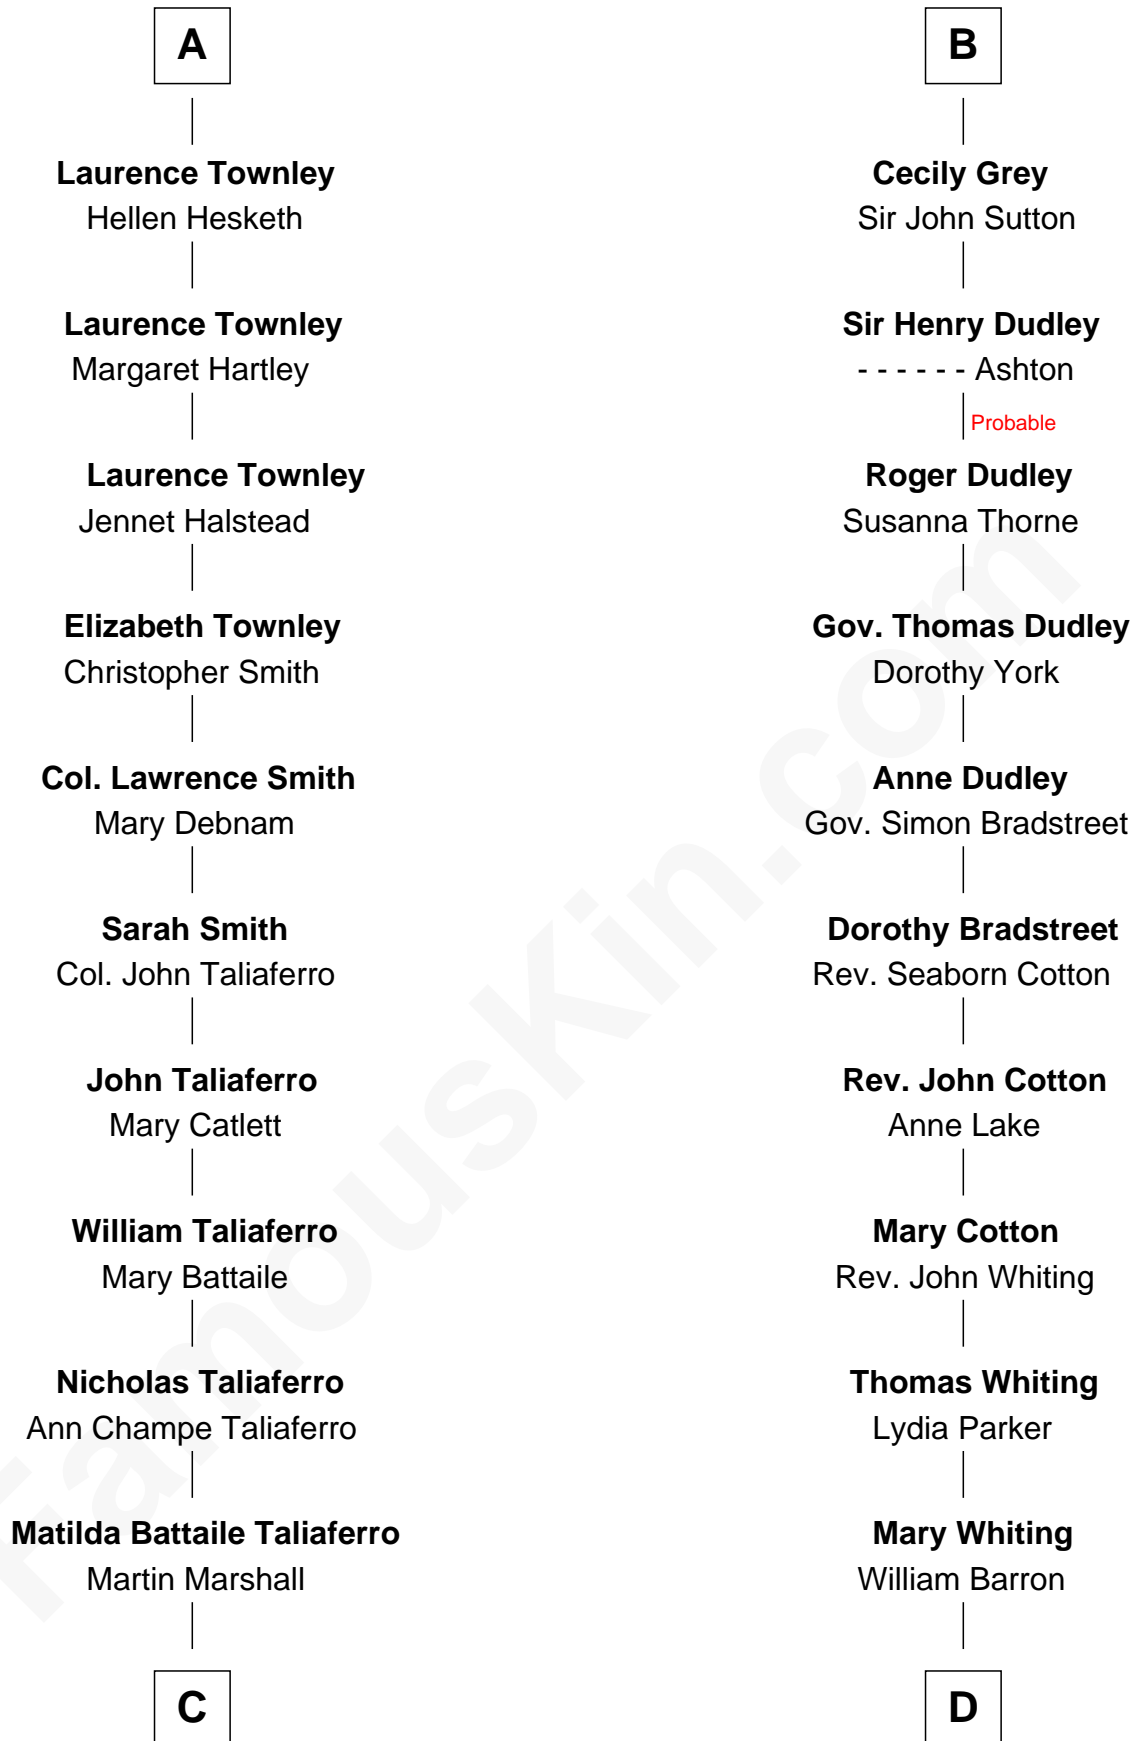 A
Laurence Townley
Hellen Hesketh
Laurence Townley
Margaret Hartley
Laurence Townley
Jennet Halstead
Elizabeth Townley
Christopher Smith
Col. Lawrence Smith
Mary Debnam
Sarah Smith
Col. John Taliaferro
John Taliaferro
Mary Catlett
William Taliaferro
Mary Battaile
Nicholas Taliaferro
Ann Champe Taliaferro
Matilda Battaile Taliaferro
Martin Marshall
C
B
Cecily Grey
Sir John Sutton
Sir Henry Dudley
- - - - - - Ashton
Probable
Roger Dudley
Susanna Thorne
Gov. Thomas Dudley
Dorothy York
Anne Dudley
Gov. Simon Bradstreet
Dorothy Bradstreet
Rev. Seaborn Cotton
Rev. John Cotton
Anne Lake
Mary Cotton
Rev. John Whiting
Thomas Whiting
Lydia Parker
Mary Whiting
William Barron
D
FamousKin.com